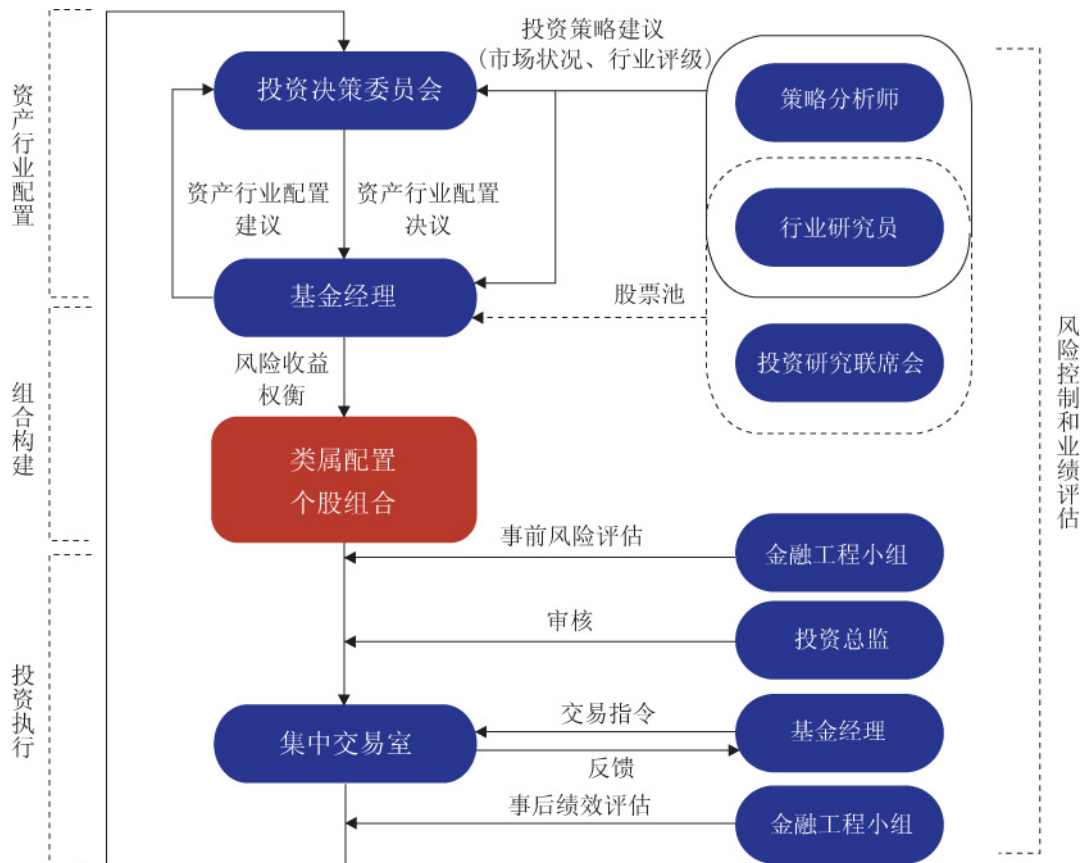 投资策略建议
(市场状况、行业评级)
投资决策委员会
策略分析师
资产行业配置
资产行业配置
建议
资产行业配置
决议
行业研究员
基金经理
股票池
投资研究联席会
风险收益
权衡
组合构建
类属配置
个股组合
风险控制和业绩评估
事前风险评估
金融工程小组
审核
投资总监
投资执行
集中交易室
交易指令
反馈
基金经理
事后绩效评估
金融工程小组